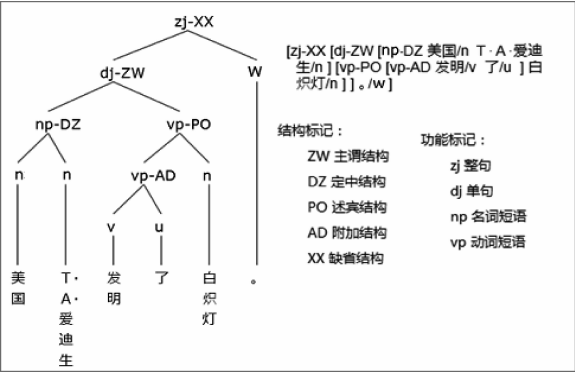 zj-XX
dj-ZW W
np-DZ vp-PO
n n vp-AD n
v u
美国 T·A·爱迪生 发明 了 白炽灯 。
[zj-XX [dj-ZW [np-DZ 美国/n T·A·爱迪
生/n ] [vp-PO [vp-AD 发明/v 了/u ] 白
炽灯/n ] ] 。/w ]
结构标记：
ZW 主谓结构
DZ 定中结构
PO 述宾结构
AD 附加结构
XX 缺省结构
功能标记：
zj 整句
dj 单句
np 名词短语
vp 动词短语